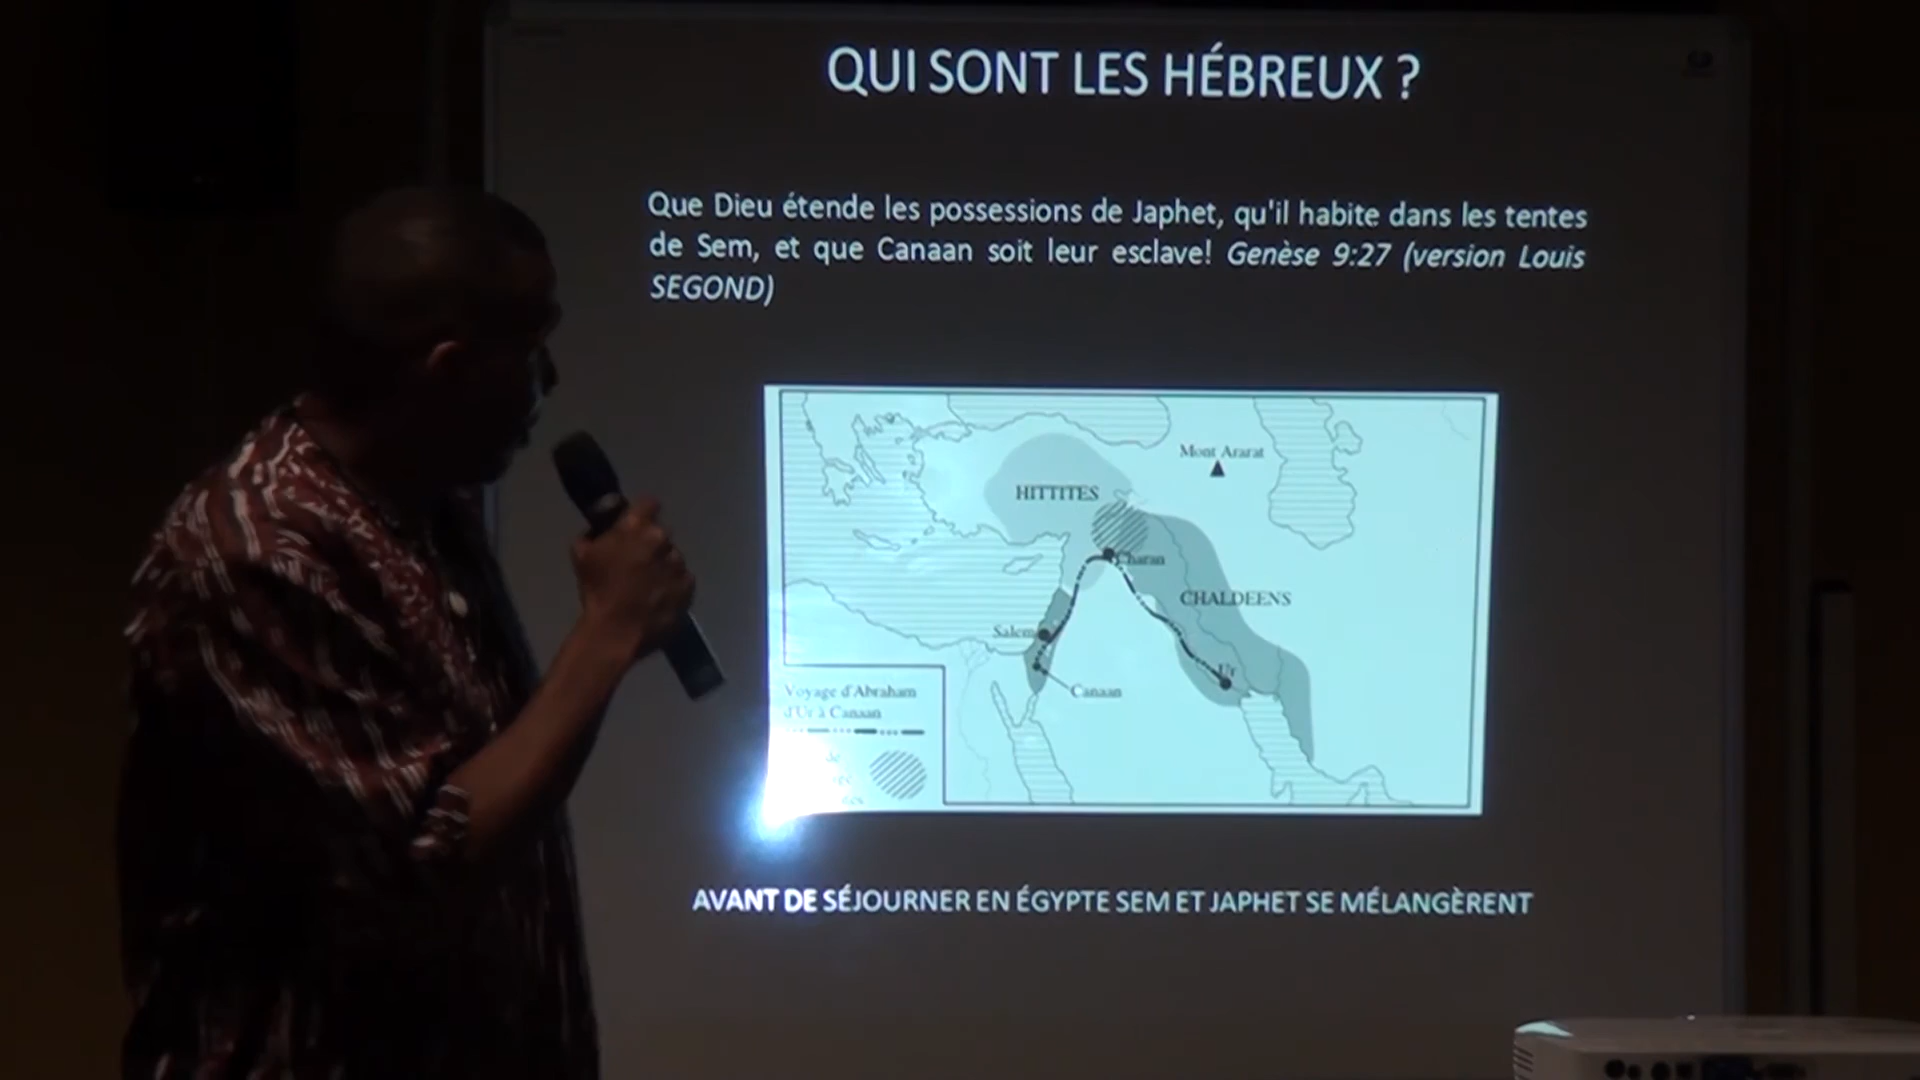 QUI SONT LES HÉBREUX ?
Que Dieu étende les possessions de Japhet, qu'il habite dans les tentes
de Sem, et que Canaan soit leur esclave! Genèse 9:27 (version Louis
SEGOND)
Mont Ararat
HITTITES
Charan
CHALDEENS
Salem
Ur
Canaan
Voyage d'Abraham
d'Ur à Canaan
de
AVANT DE SÉJOURNER EN ÉGYPTE SEM ET JAPHET SE MÉLANGÈRENT